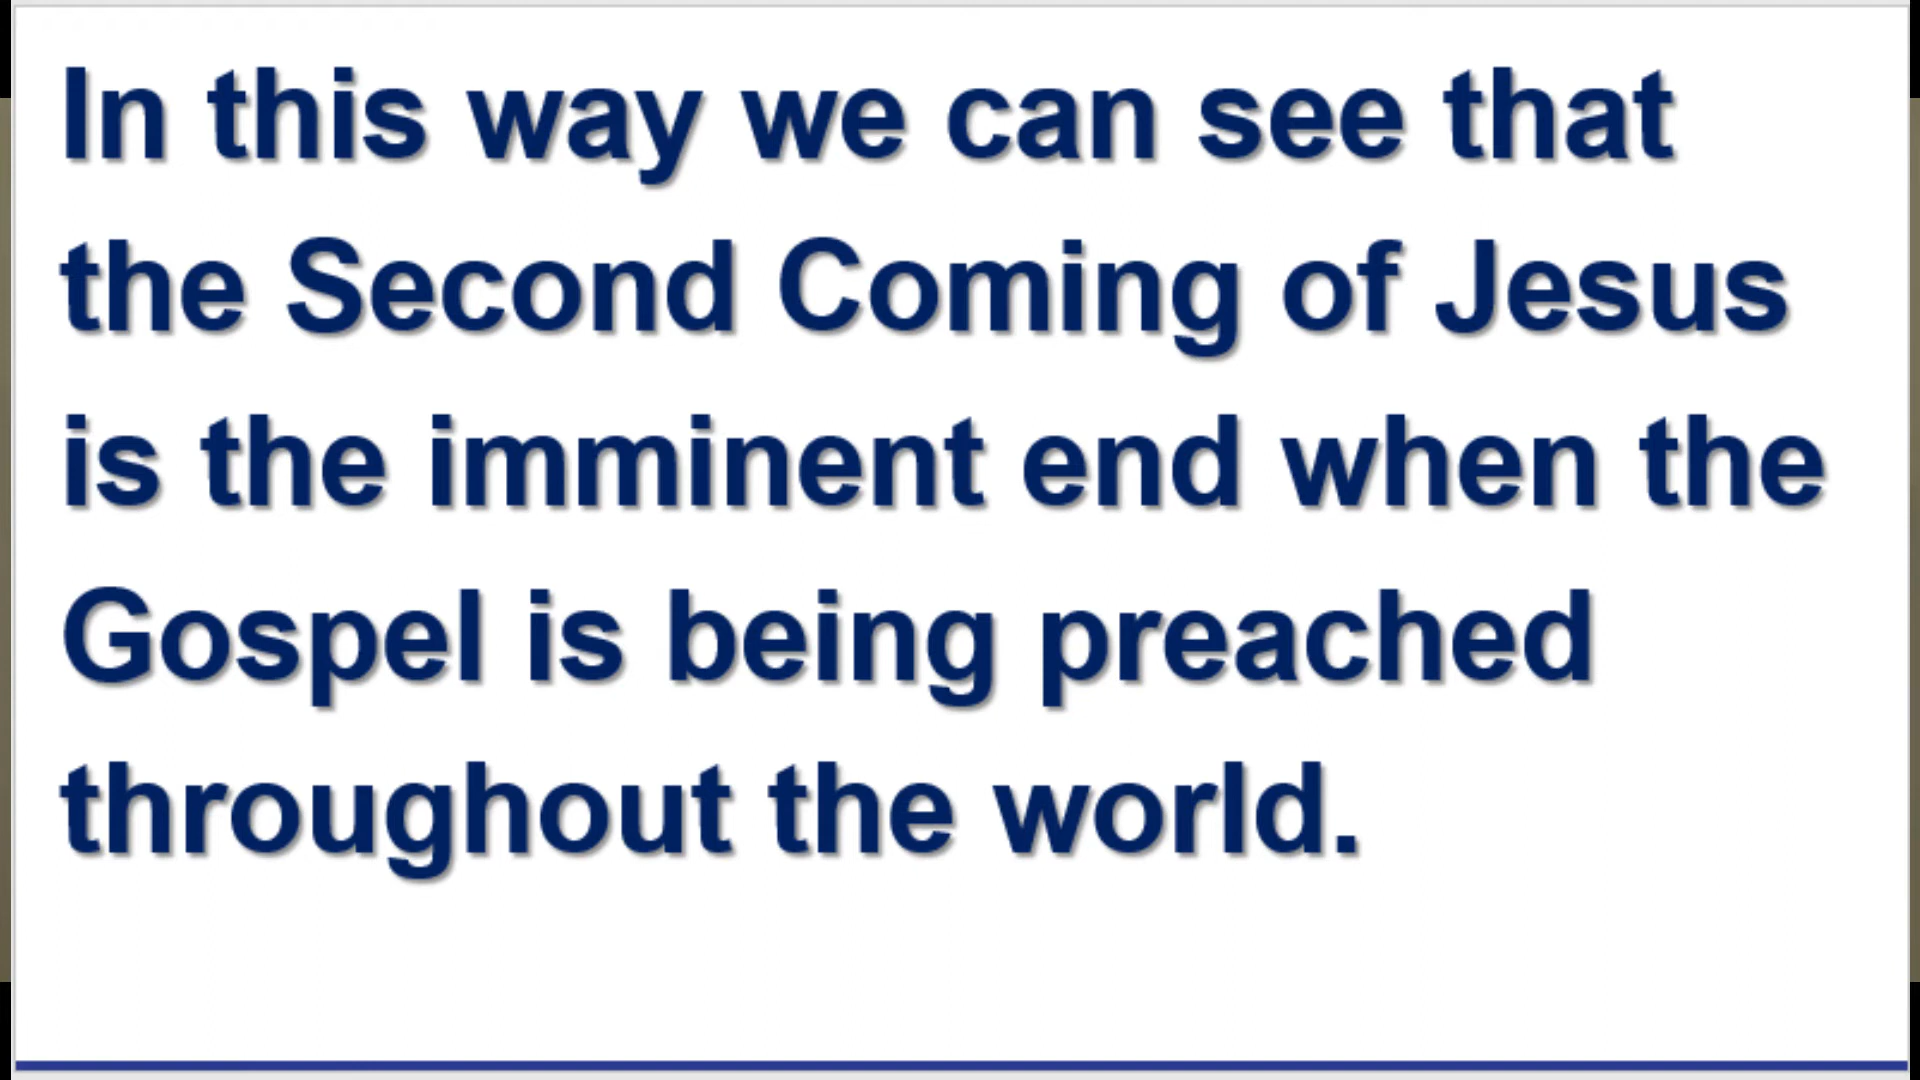 In this way we can see that
the Second Coming of Jesus
is the imminent end when the
Gospel is being preached
throughout the world.